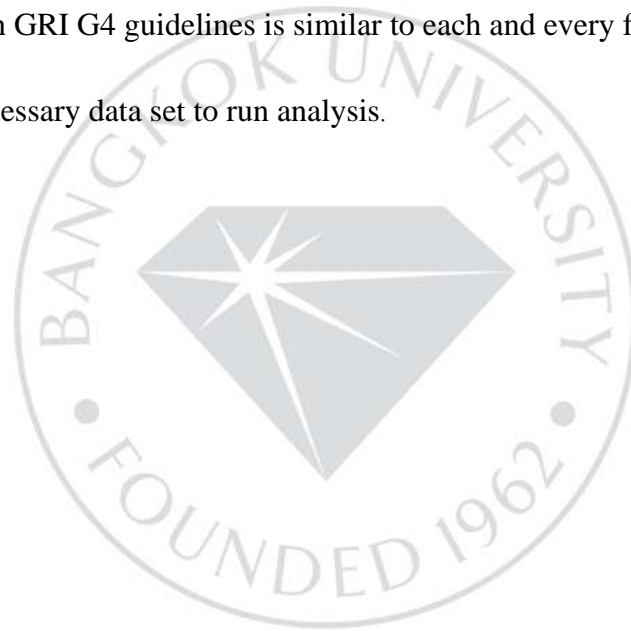 n GRI G4 guidelines is similar to each and every f
essary data set to run analysis.
BANGKOK UNIVERSITY
• FOUNDED 1962 •